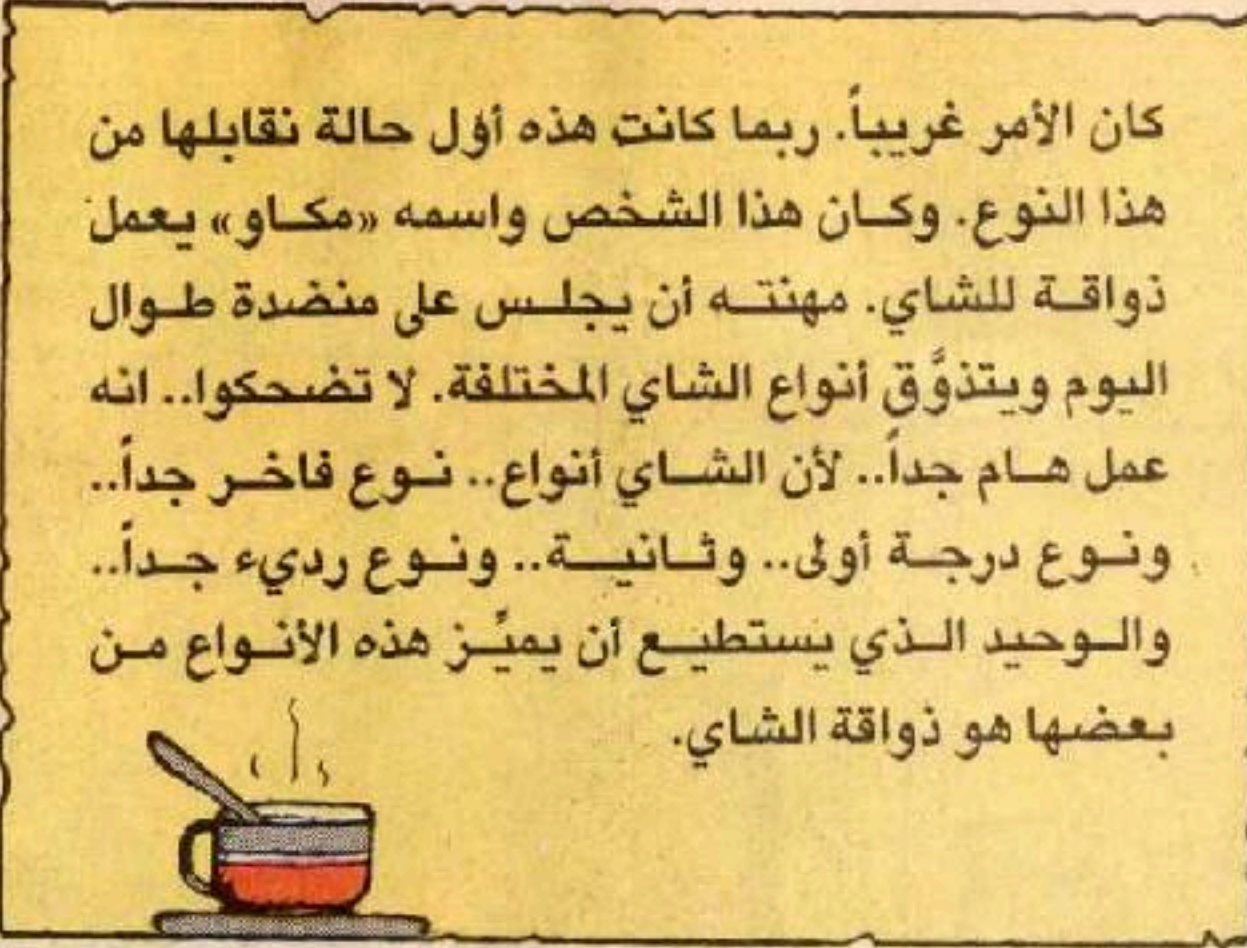 كان الأمر غريباً. ربما كانت هذه أول حالة نقابلها من
هذا النوع. وكان هذا الشخص واسمه «مكاو» يعمل
ذواقة للشاي. مهنته أن يجلس على منضدة طوال
اليوم ويتذوَّق أنواع الشاي المختلفة. لا تضحكوا.. انه
عمل هام جداً.. لأن الشاي أنواع.. نوع فاخر جداً..
ونوع درجة أولى.. وثانية.. ونوع رديء جداً..
والوحيد الذي يستطيع أن يميِّز هذه الأنواع من
بعضها هو ذواقة الشاي.